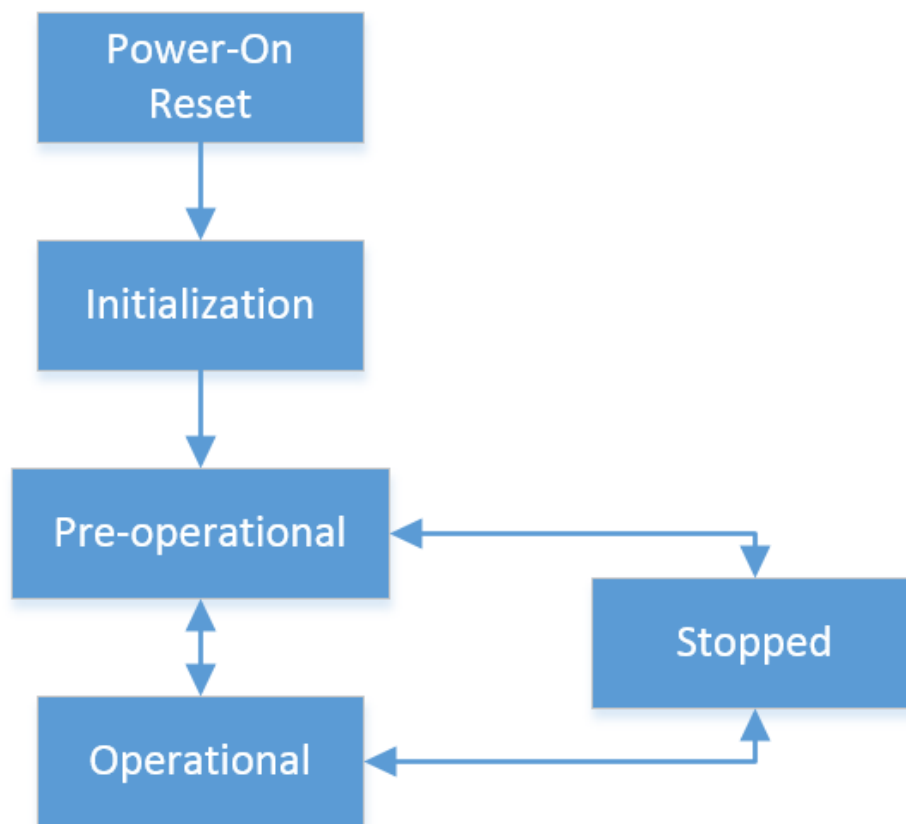 Power-On
Reset
Initialization
Pre-operational
Stopped
Operational